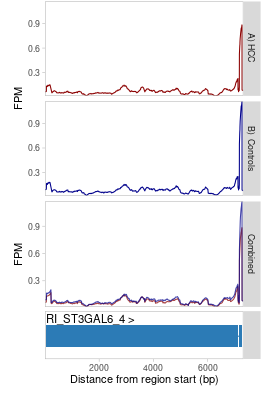 A) HCC
0.9
0.6
0.3
FPM
B) Controls
0.9
0.6
0.3
Combined
0.9
0.6
0.3
FPM
RI_ST3GAL6_4 >
2000 4000 6000
Distance from region start (bp)